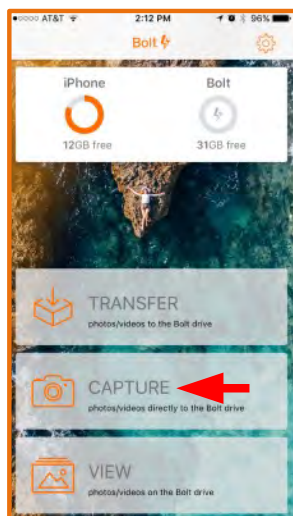 AT&T 2:12 PM 96%
Bolt
iPhone Bolt
12GB free 31GB free
TRANSFER
photos/videos to the Bolt drive
CAPTURE
photos/videos directly to the Bolt drive
VIEW
photos/videos on the Bolt drive